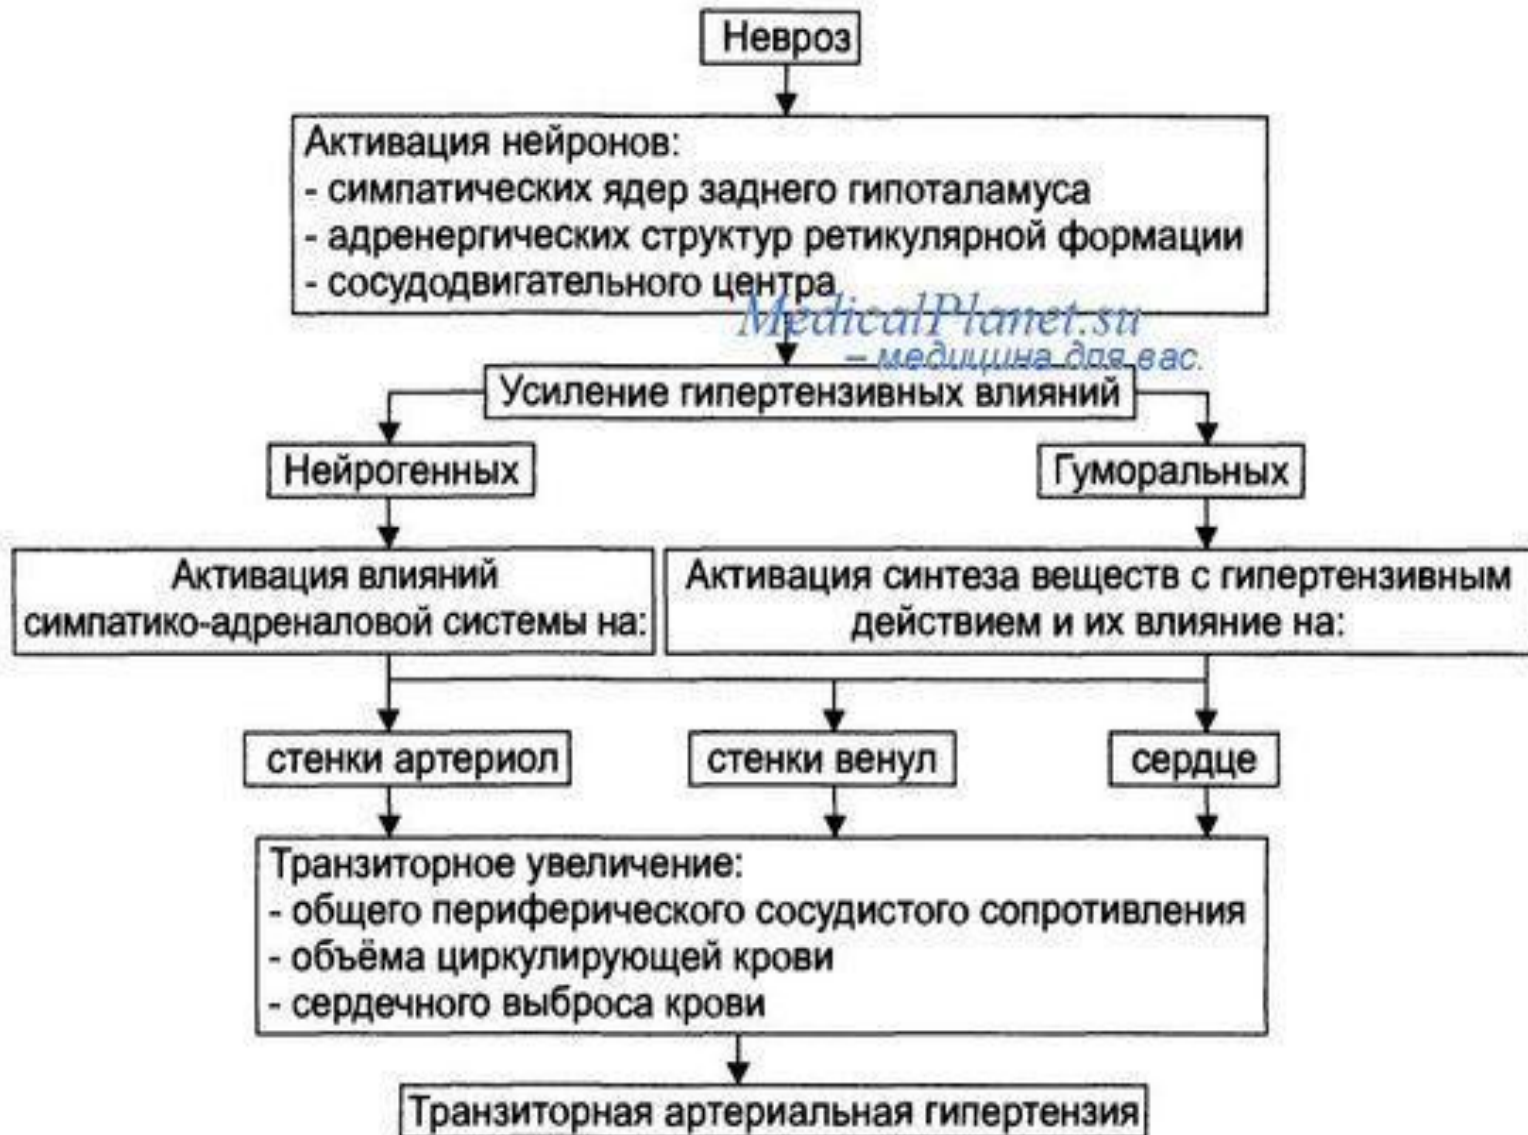 Невроз
Активация нейронов:
- симпатических ядер заднего гипоталамуса
- адренергических структур ретикулярной формации
- сосудодвигательного центра
MedicalPlanet.su
– медицина для вас.
Усиление гипертензивных влияний
Нейрогенных
Гуморальных
Активация влияний
симпатико-адреналовой системы на:
Активация синтеза веществ с гипертензивным
действием и их влияние на:
стенки артериол
стенки венул
сердце
Транзиторное увеличение:
- общего периферического сосудистого сопротивления
- объёма циркулирующей крови
- сердечного выброса крови
Транзиторная артериальная гипертензия